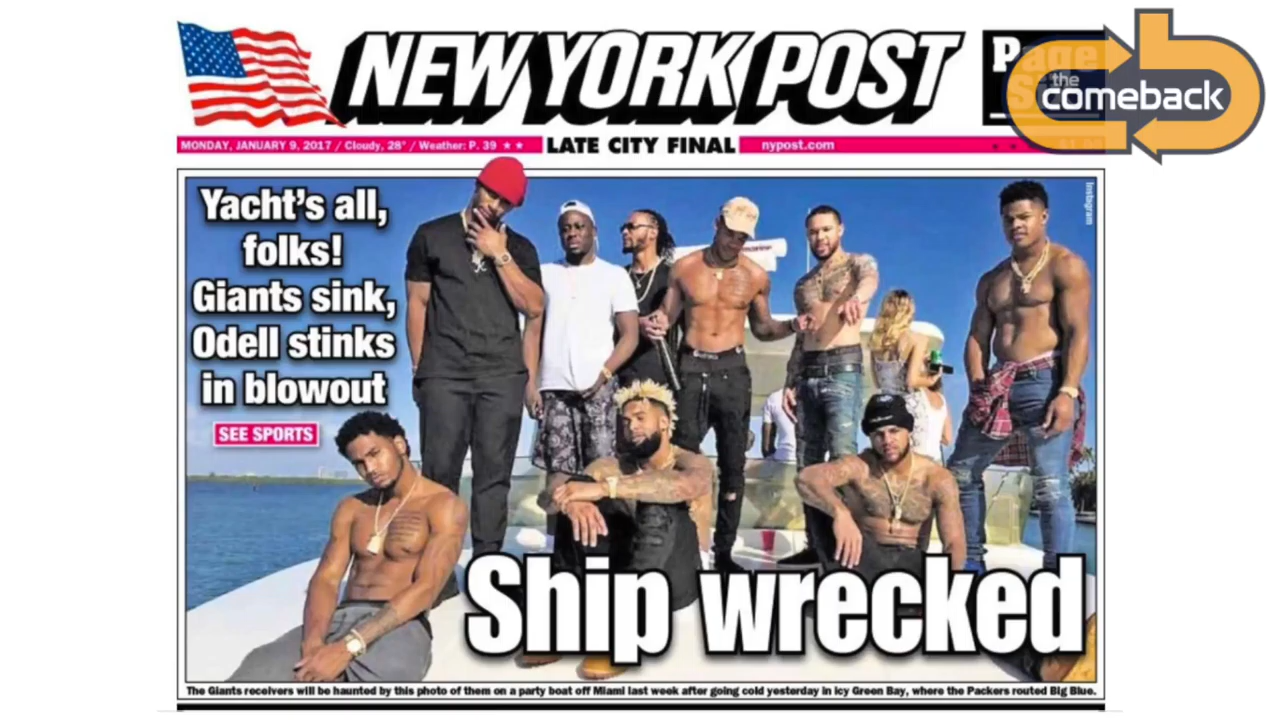 NEW YORK POST
P
the
comeback
MONDAY, JANUARY 9, 2017 / Cloudy, 28° / Weather: P. 39 ★★
LATE CITY FINAL
nypost.com
Yacht's all,
folks!
Giants sink,
Odell stinks
in blowout
SEE SPORTS
Instagram
Ship wrecked
The Giants receivers will be haunted by this photo of them on a party boat off Miami last week after going cold yesterday in icy Green Bay, where the Packers routed Big Blue.